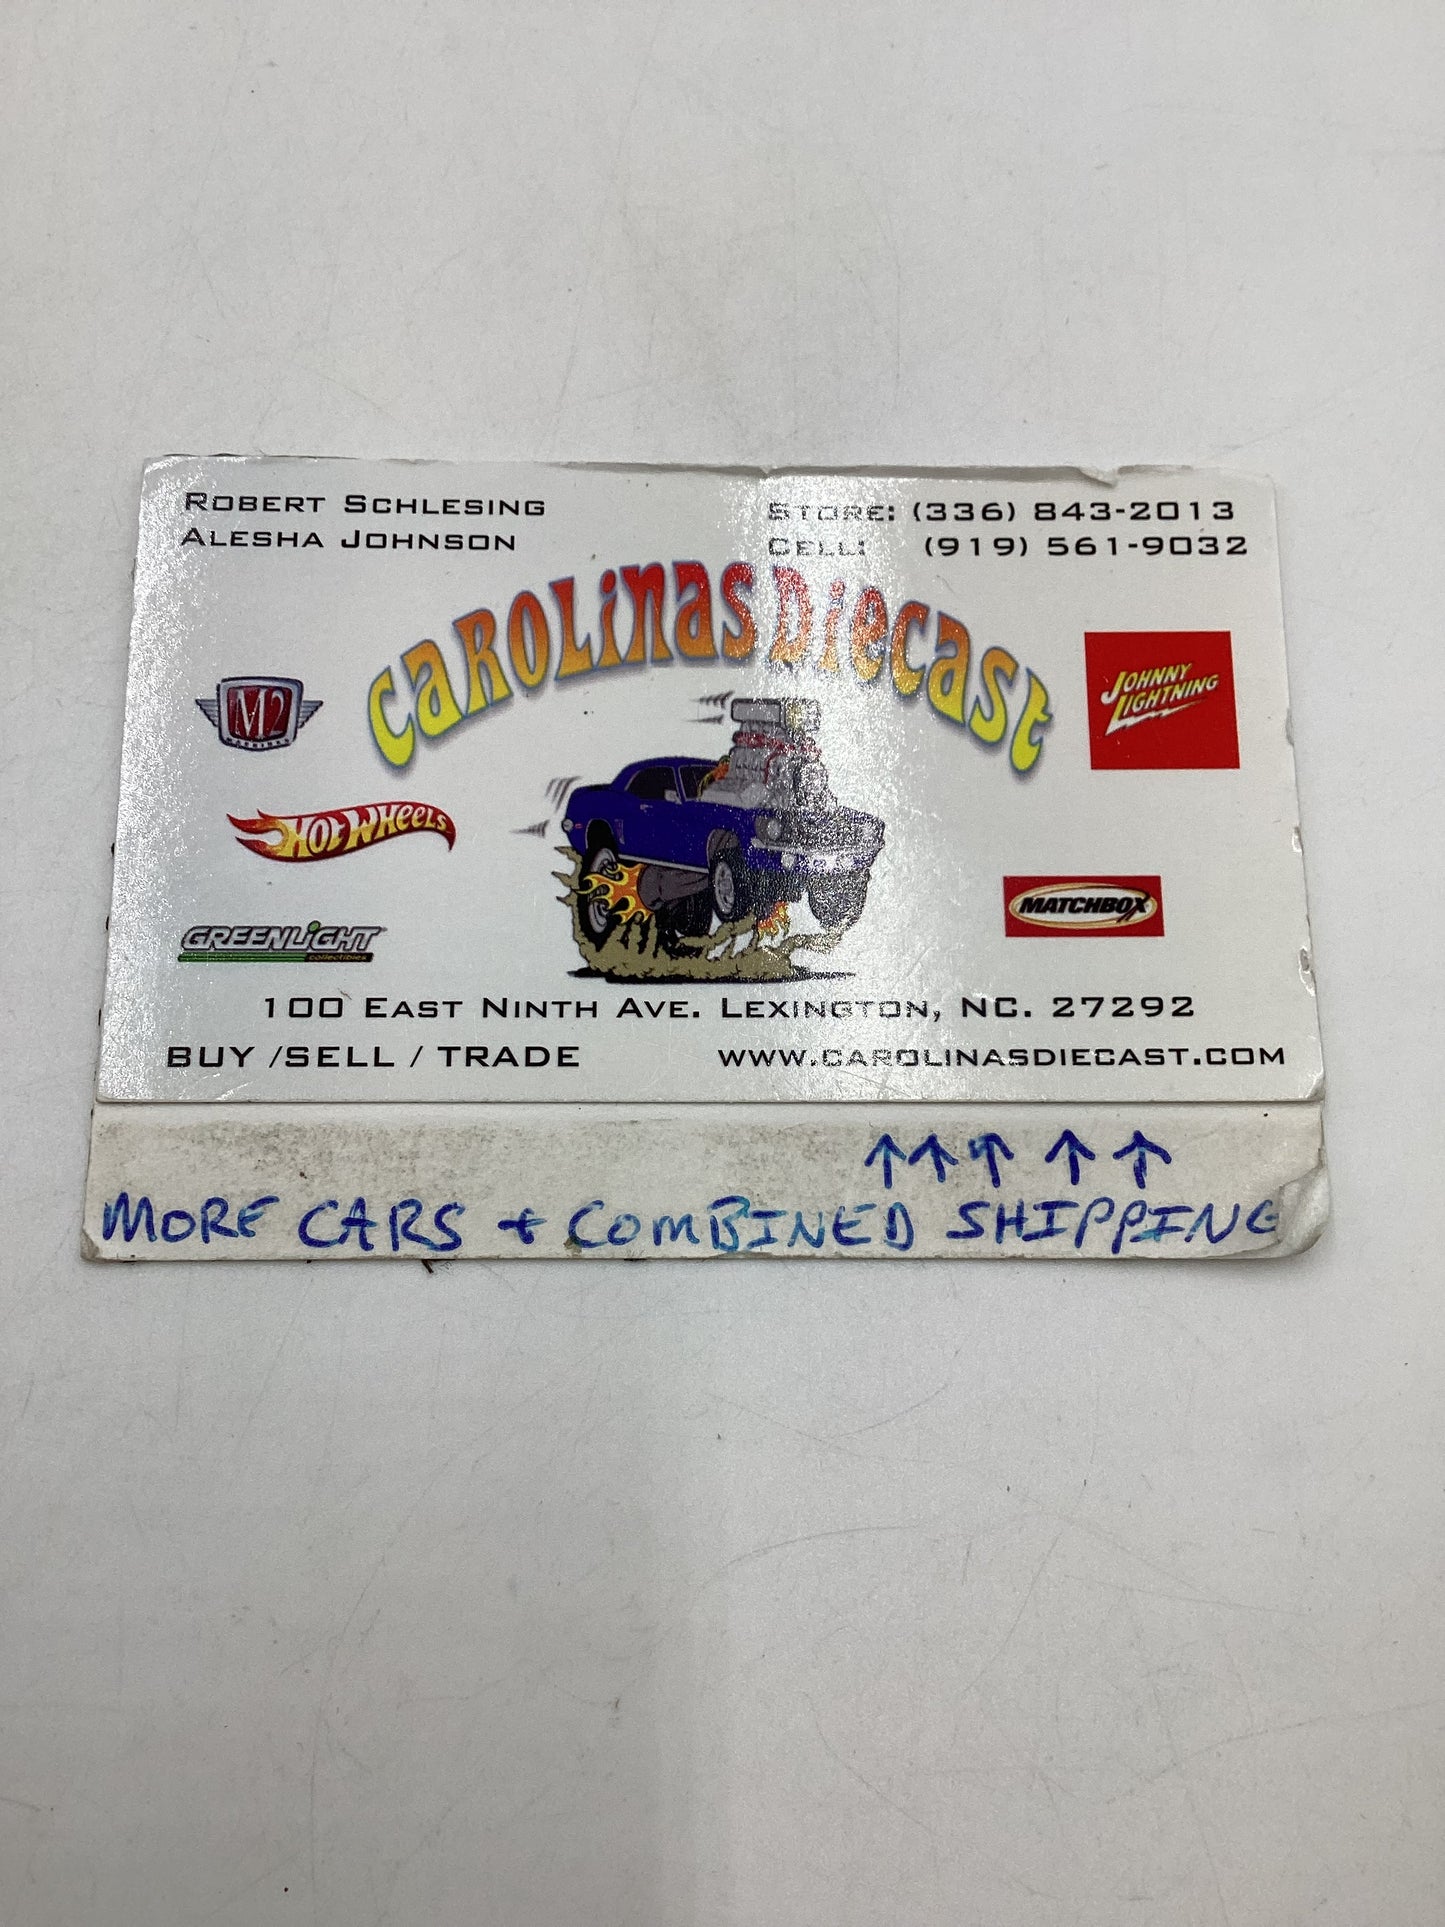 ROBERT SCHLESING
ALESHA JOHNSON
STORE: (336) 843-2013
CELL: (919) 561-9032
CAROLINAS DIECAST
M2
MACHINES
JOHNNY
LIGHTNING
HOT WHEELS
MATCHBOX
GREENLIGHT
collectibles
100 EAST NINTH AVE. LEXINGTON, NC. 27292
BUY /SELL / TRADE
WWW.CAROLINASDIECAST.COM
↑↑↑ ↑ ↑
MORE CARS + COMBINED SHIPPING